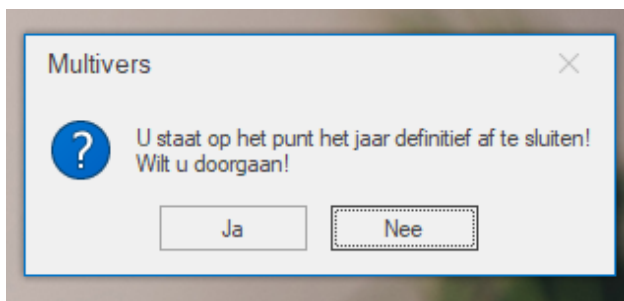 Multivers
U staat op het punt het jaar definitief af te sluiten!
Wilt u doorgaan!
Ja
Nee